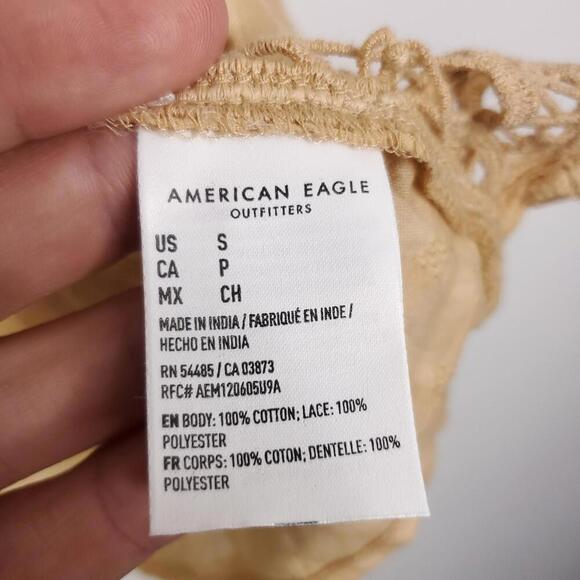 AMERICAN EAGLE
OUTFITTERS
US S
CA P
MX CH
MADE IN INDIA / FABRIQUÉ EN INDE /
HECHO EN INDIA
RN 54485 / CA 03873
RFC# AEM120605U9A
EN BODY: 100% COTTON; LACE: 100%
POLYESTER
FR CORPS: 100% COTON; DENTELLE: 100%
POLYESTER